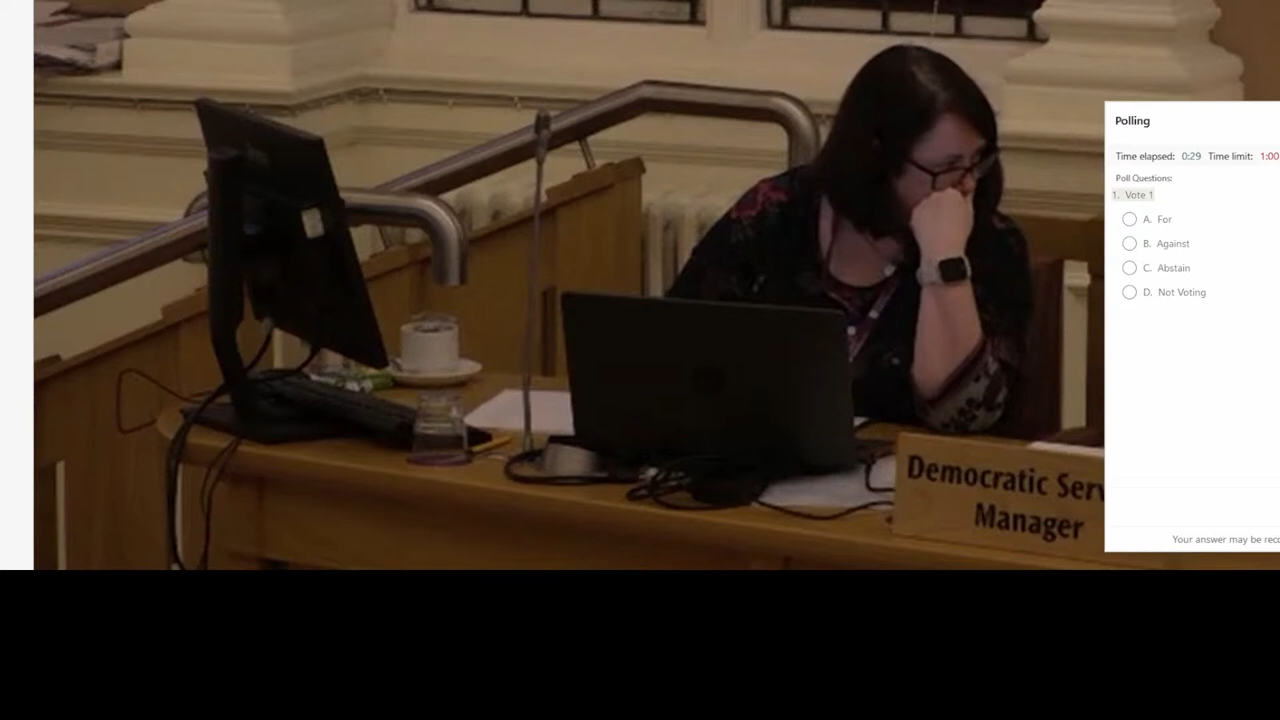 Polling
Time elapsed: 0:29 Time limit: 1:00
Poll Questions:
1. Vote 1
A. For
B. Against
C. Abstain
D. Not Voting
Democratic Serv
Manager
Your answer may be reco